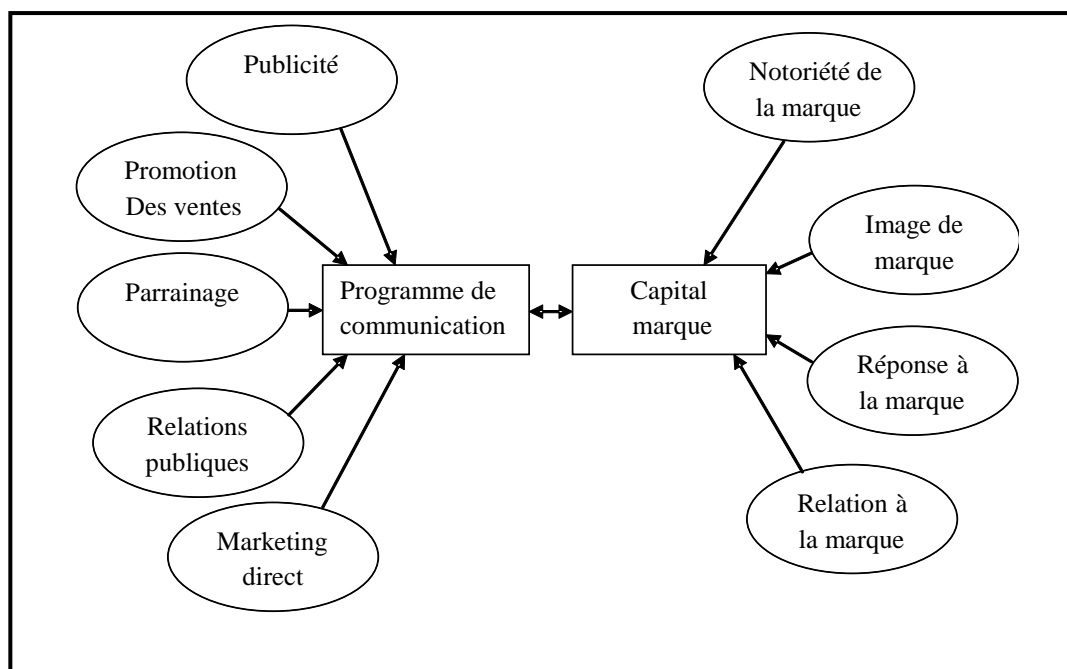 Publicité
Promotion
Des ventes
Parrainage
Relations
publiques
Marketing
direct
Programme de
communication
Capital
marque
Notoriété de
la marque
Image de
marque
Réponse à
la marque
Relation à
la marque